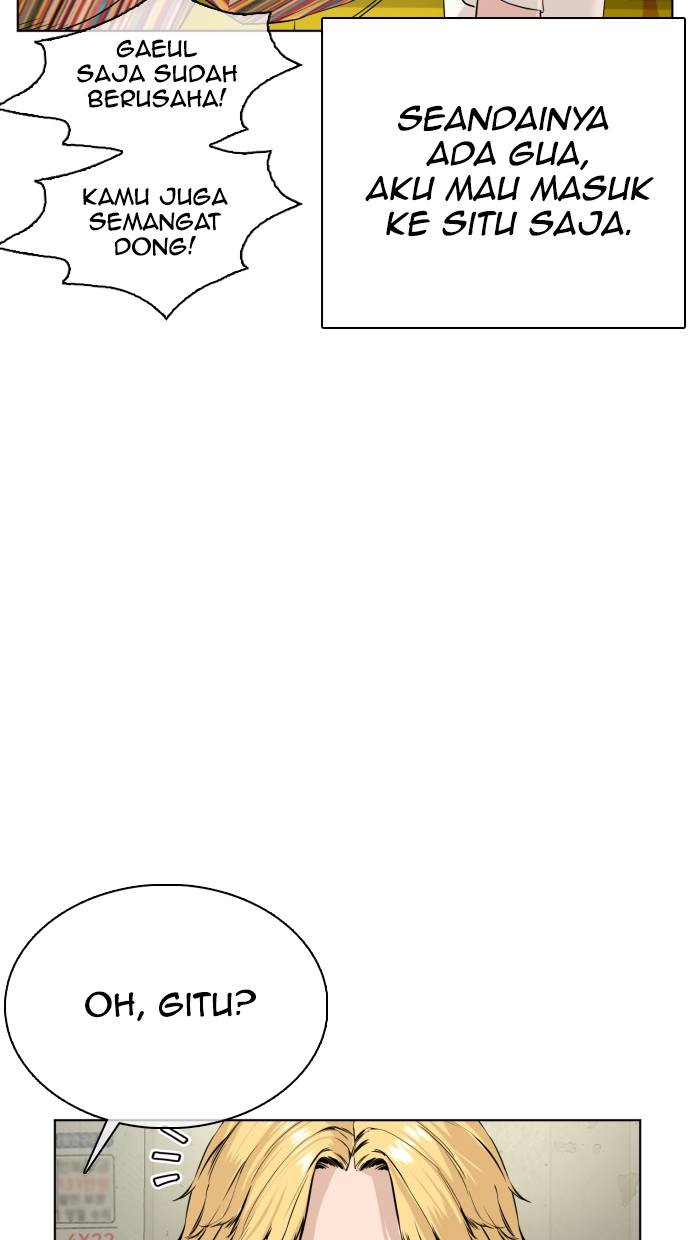 GAEUL
SAJA SUDAH
BERUSAHA!
SEANDAINYA
ADA GUA,
AKU MAU MASUK
KE SITU SAJA.
KAMU JUGA
SEMANGAT
DONG!
OH, GITU?